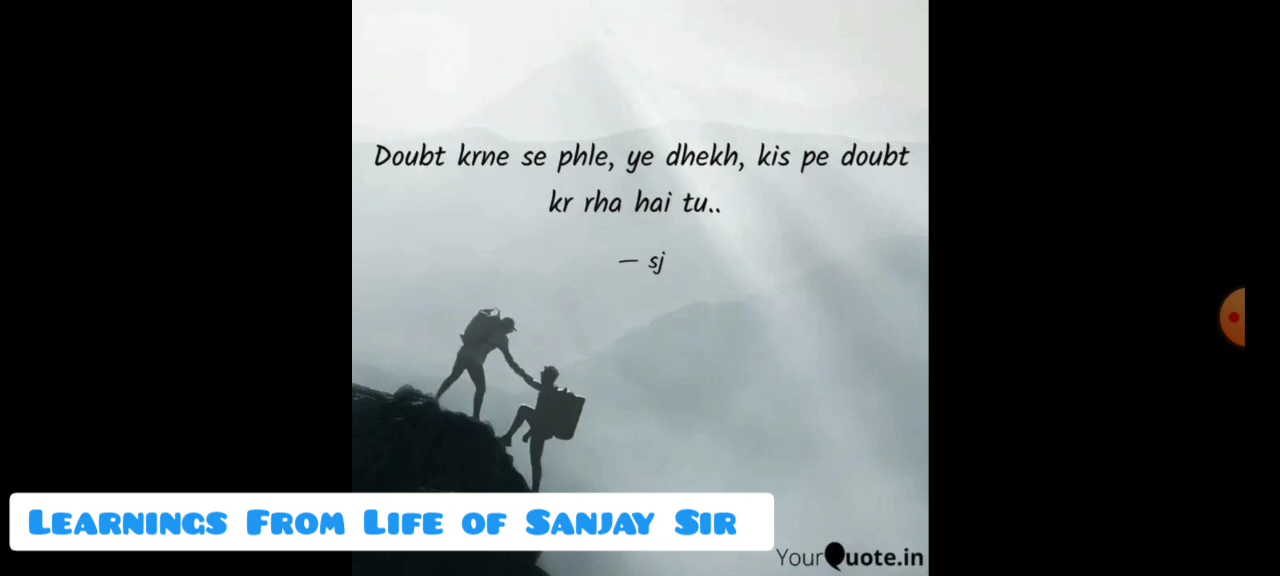 Doubt krne se phle, ye dhekh, kis pe doubt
kr rha hai tu..
— sj
Learnings From Life of Sanjay Sir
YourQuote.in